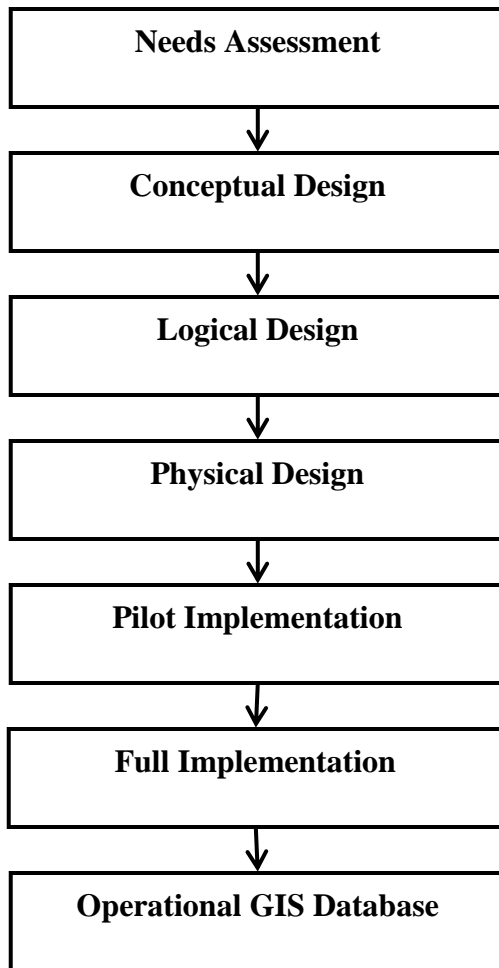 Needs Assessment
Conceptual Design
Logical Design
Physical Design
Pilot Implementation
Full Implementation
Operational GIS Database